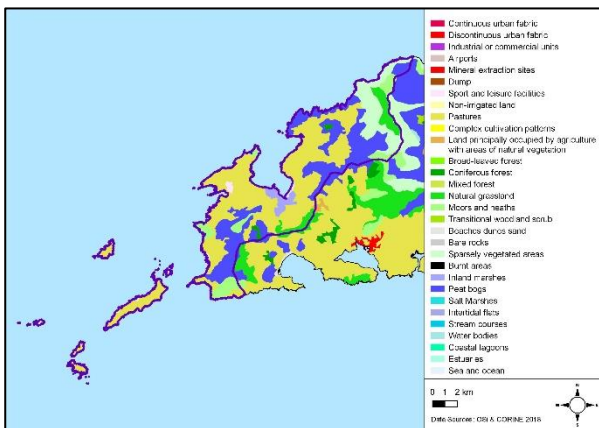 Continuous urban fabric
Discontinuous urban fabric
Industrial or commercial units
Airports
Mineral extraction sites
Dump
Sport and leisure facilities
Non-irrigated land
Pastures
Complex cultivation patterns
Land principally occupied by agriculture
with areas of natural vegetation
Broad-leaved forest
Coniferous forest
Mixed forest
Natural grassland
Moors and heaths
Transitional wood and scrub
Beaches dunes sand
Bare rocks
Sparsely vegetated areas
Burnt areas
Inland marshes
Peat bogs
Salt Marshes
Intertidal flats
Stream courses
Water bodies
Coastal lagoons
Estuaries
Sea and ocean
0 1 2 km
Data Sources: OSi & CORINE 2018